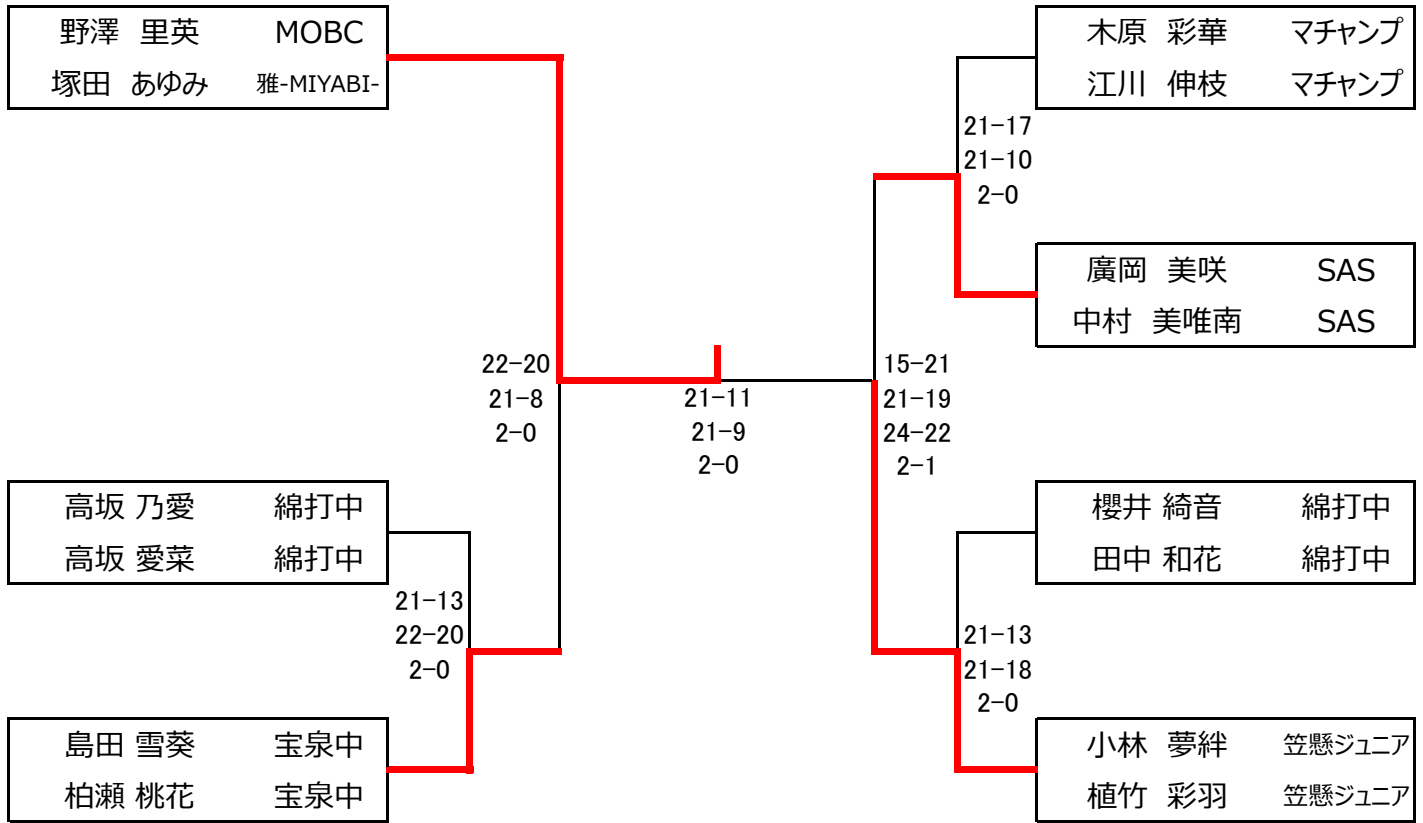 野澤 里英 MOBC
塚田 あゆみ 雅-MIYABI-
木原 彩華 マチャンプ
江川 伸枝 マチャンプ
21-17
21-10
2-0
廣岡 美咲 SAS
中村 美唯南 SAS
22-20
21-8
2-0
21-11
21-9
2-0
15-21
21-19
24-22
2-1
高坂 乃愛 綿打中
高坂 愛菜 綿打中
櫻井 綺音 綿打中
田中 和花 綿打中
21-13
22-20
2-0
21-13
21-18
2-0
島田 雪葵 宝泉中
柏瀬 桃花 宝泉中
小林 夢絆 笠懸ジュニア
植竹 彩羽 笠懸ジュニア